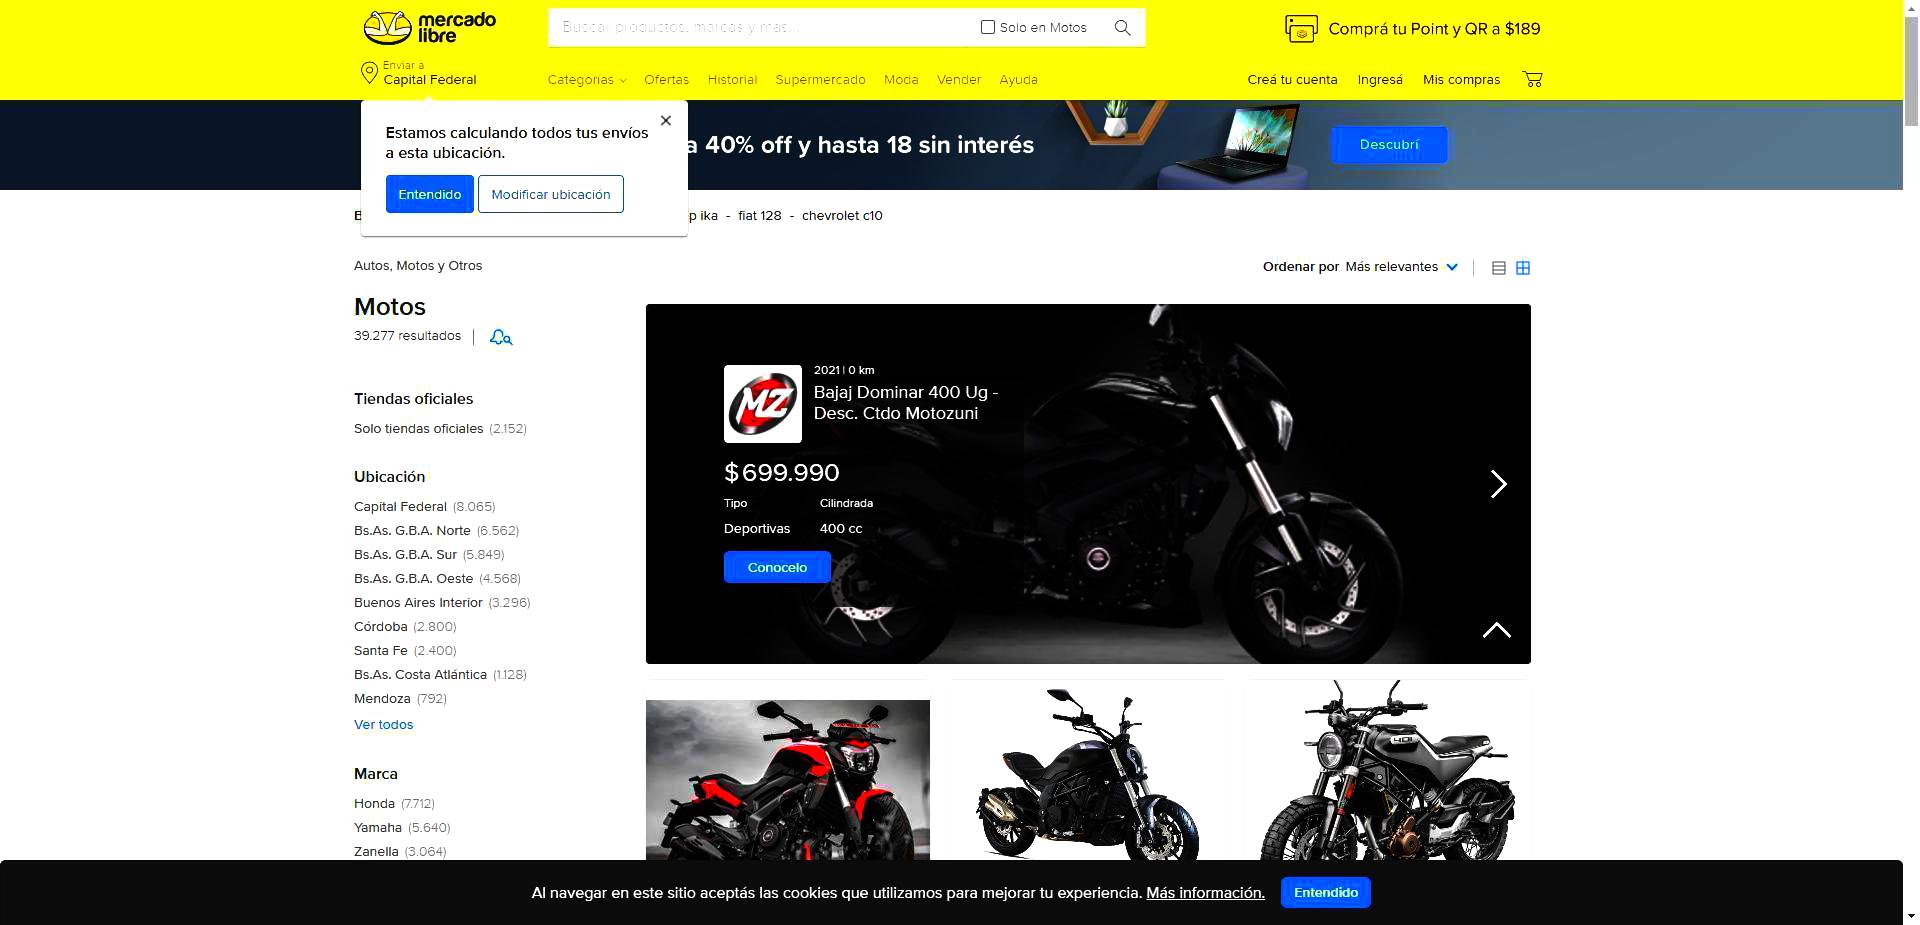 mercado
libre
Buscar productos, marcas y más...
Solo en Motos
Comprá tu Point y QR a $189
Enviar a
Capital Federal
Categorías
Ofertas
Historial
Supermercado
Moda
Vender
Ayuda
Creá tu cuenta
Ingresá
Mis compras
Estamos calculando todos tus envíos
a esta ubicación.
Entendido
Modificar ubicación
a 40% off y hasta 18 sin interés
Descubrí
ika - fiat 128 - chevrolet c10
Autos, Motos y Otros
Ordenar por Más relevantes
Motos
39.277 resultados
Tiendas oficiales
Solo tiendas oficiales (2.152)
Ubicación
Capital Federal (8.065)
Bs.As. G.B.A. Norte (6.562)
Bs.As. G.B.A. Sur (5.849)
Bs.As. G.B.A. Oeste (4.568)
Buenos Aires Interior (3.296)
Córdoba (2.800)
Santa Fe (2.400)
Bs.As. Costa Atlántica (1.128)
Mendoza (792)
Ver todos
Marca
Honda (7.712)
Yamaha (5.640)
Zanella (3.064)
MZ
2021 | 0 km
Bajaj Dominar 400 Ug -
Desc. Ctdo Motozuni
$ 699.990
Tipo Cilindrada
Deportivas 400 cc
Conocelo
401
Al navegar en este sitio aceptás las cookies que utilizamos para mejorar tu experiencia. Más información.
Entendido